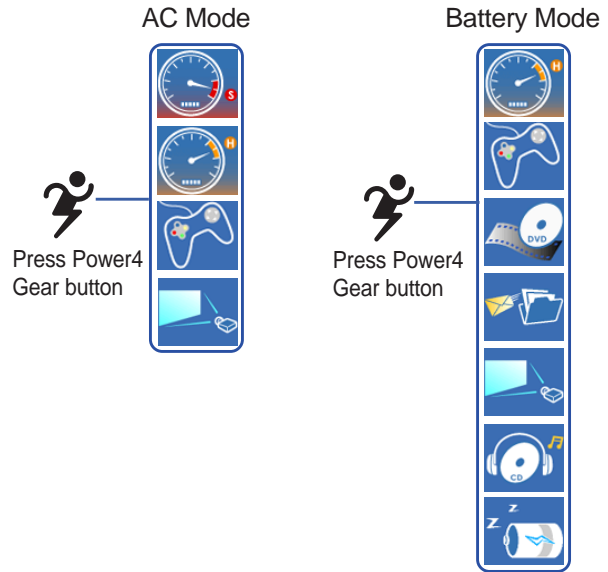 AC Mode
S
H
Press Power4
Gear button
Battery Mode
H
Press Power4
Gear button
DVD
CD
z
Z